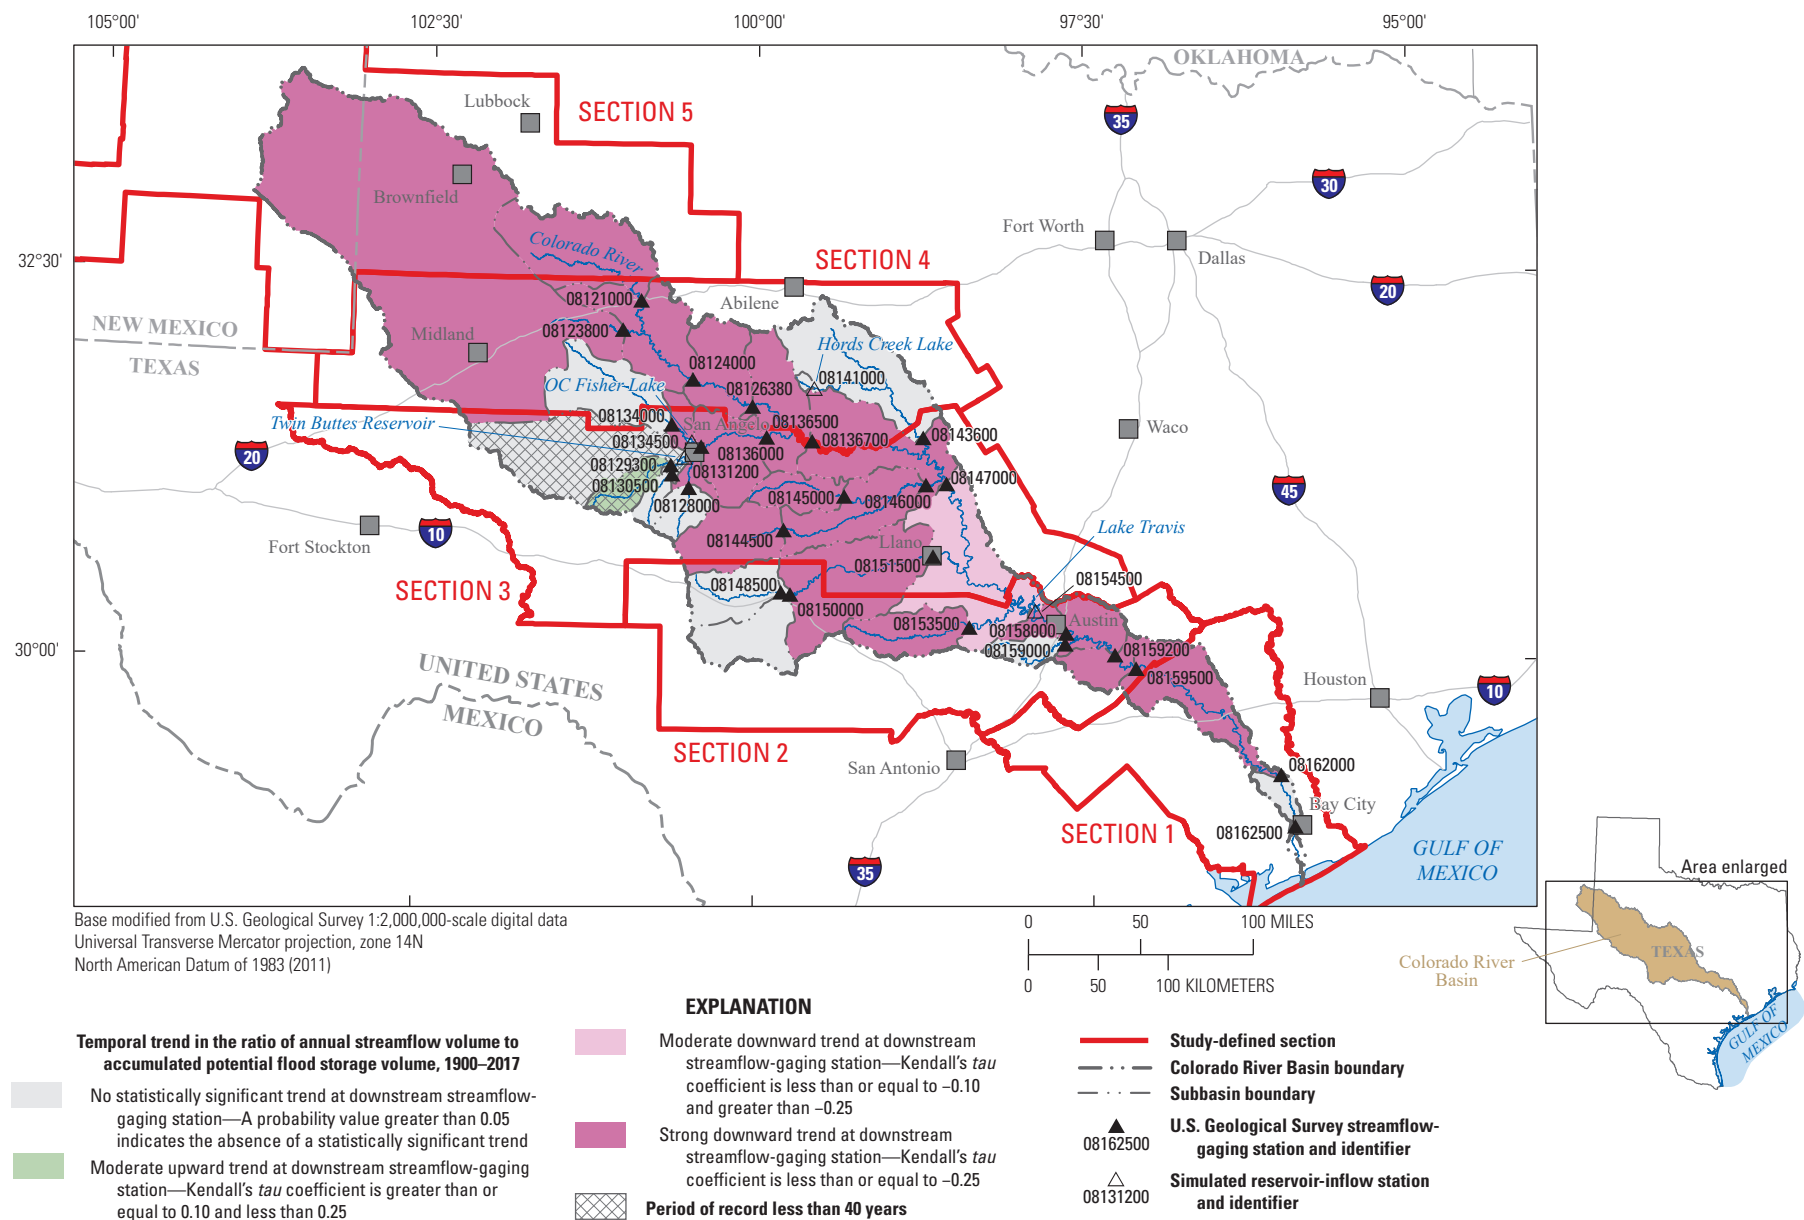 105°00'
102°30'
100°00'
97°30'
95°00'
OKLAHOMA
Lubbock
SECTION 5
35
Brownfield
30
Fort Worth
Dallas
Colorado River
32°30'
SECTION 4
20
Abilene
08121000
NEW MEXICO
TEXAS
Midland
08123800
Hords Creek Lake
08124000
OC Fisher Lake
08126380
08141000
08134000
Twin Buttes Reservoir
San Angelo
08136500
08134500
08136700
08143600
Waco
20
08136000
08129300
08131200
08130500
08147000
08145000
08146000
45
08128000
Fort Stockton
10
Lake Travis
08144500
Llano
08151500
SECTION 3
08148500
08154500
08150000
08153500
08158000
Austin
08159000
08159200
30°00'
08159500
UNITED STATES
MEXICO
Houston
10
SECTION 2
San Antonio
08162000
Bay City
SECTION 1
08162500
GULF OF
MEXICO
35
Area enlarged
TEXAS
Colorado River
Basin
GULF OF
MEXICO
Base modified from U.S. Geological Survey 1:2,000,000-scale digital data
Universal Transverse Mercator projection, zone 14N
North American Datum of 1983 (2011)
0 50 100 MILES
0 50 100 KILOMETERS
EXPLANATION
Temporal trend in the ratio of annual streamflow volume to
accumulated potential flood storage volume, 1900–2017
No statistically significant trend at downstream streamflow-
gaging station—A probability value greater than 0.05
indicates the absence of a statistically significant trend
Moderate upward trend at downstream streamflow-gaging
station—Kendall's tau coefficient is greater than or
equal to 0.10 and less than 0.25
Moderate downward trend at downstream
streamflow-gaging station—Kendall's tau
coefficient is less than or equal to −0.10
and greater than −0.25
Strong downward trend at downstream
streamflow-gaging station—Kendall's tau
coefficient is less than or equal to −0.25
Period of record less than 40 years
Study-defined section
Colorado River Basin boundary
Subbasin boundary
08162500
U.S. Geological Survey streamflow-
gaging station and identifier
08131200
Simulated reservoir-inflow station
and identifier